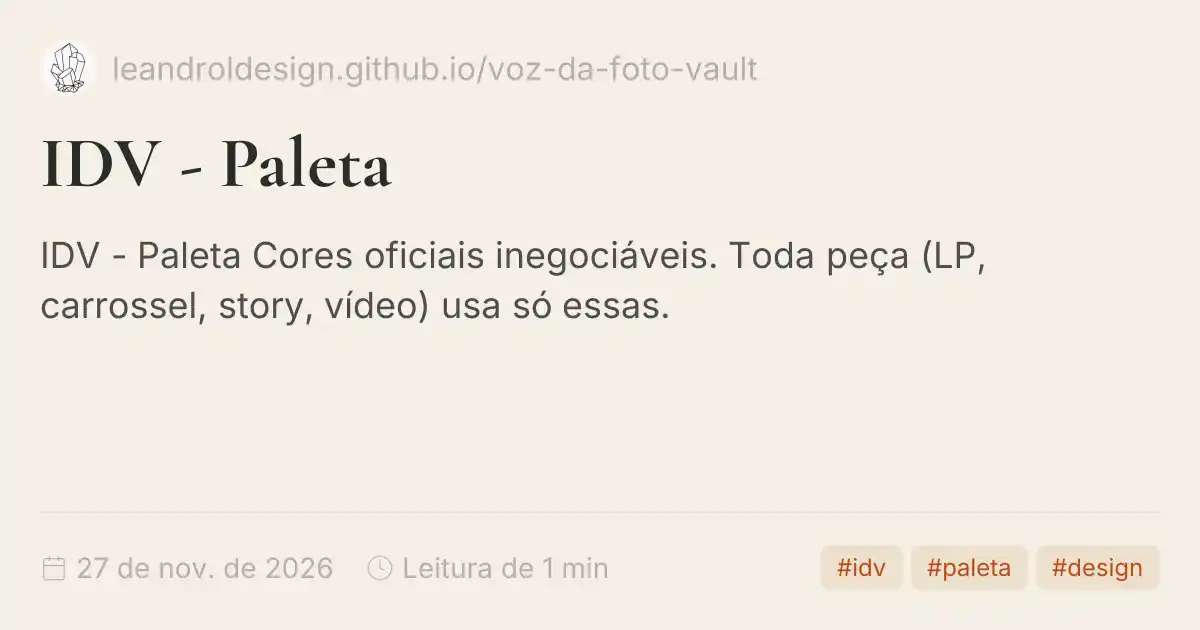 leandroldesign.github.io/voz-da-foto-vault
IDV - Paleta
IDV - Paleta Cores oficiais inegociáveis. Toda peça (LP,
carrossel, story, vídeo) usa só essas.
27 de nov. de 2026 Leitura de 1 min #idv #paleta #design